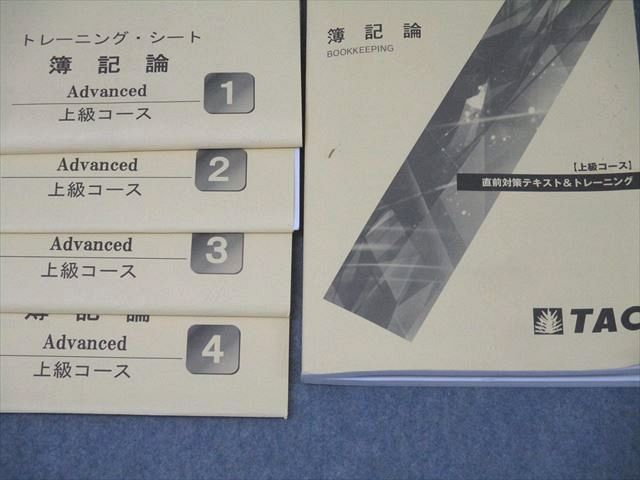 トレーニング・シート
簿記論
Advanced
上級コース
1
Advanced
上級コース
2
Advanced
上級コース
3
簿記論
Advanced
上級コース
4
簿記論
BOOKKEEPING
【上級コース】
直前対策テキスト&トレーニング
TAC